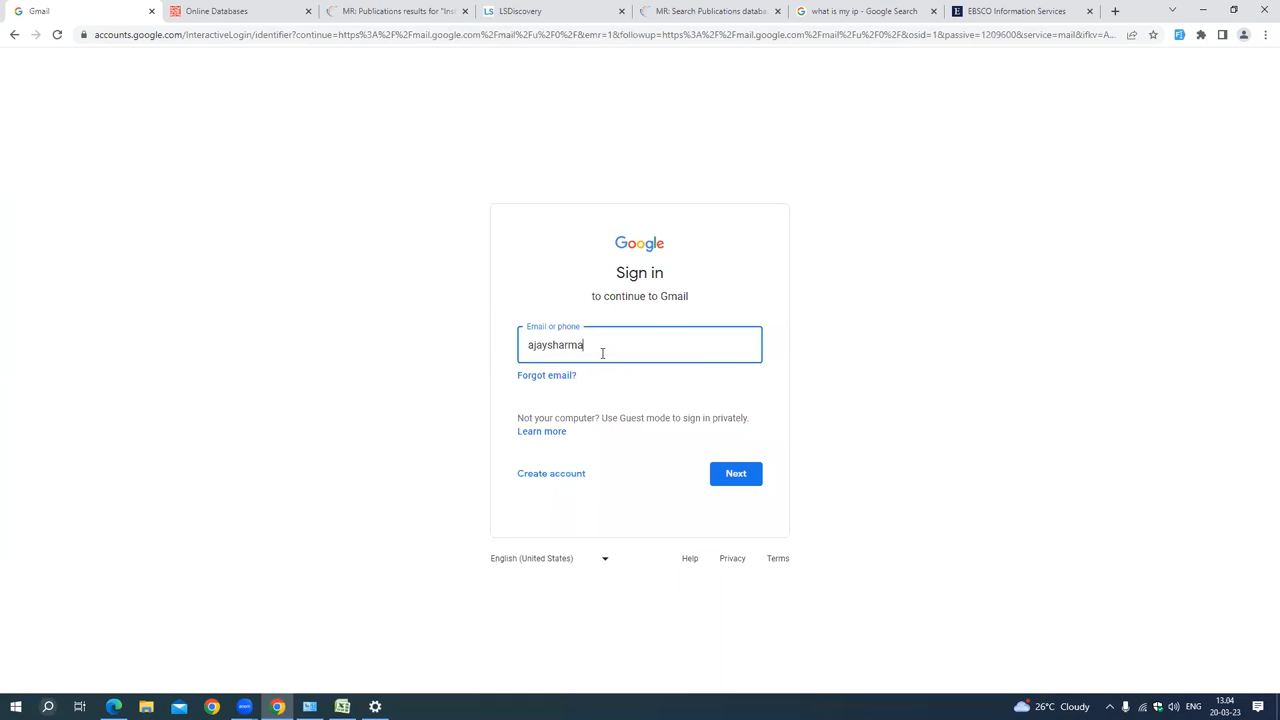 Gmail
Online Databases
MR: Publications results for "Ins
LSDiscovery
MR: Search Publications databa
what is my ip - Google Search
EBSCO Information Services
accounts.google.com/InteractiveLogin/identifier?continue=https%3A%2F%2Fmail.google.com%2Fmail%2Fu%2F0%2F&emr=1&followup=https%3A%2F%2Fmail.google.com%2Fmail%2Fu%2F0%2F&osid=1&passive=1209600&service=mail&ifkv=A...
Google
Sign in
to continue to Gmail
Email or phone
ajaysharma
Forgot email?
Not your computer? Use Guest mode to sign in privately.
Learn more
Create account
Next
English (United States)
Help
Privacy
Terms
zoom
26°C Cloudy
13.04
20-03-23